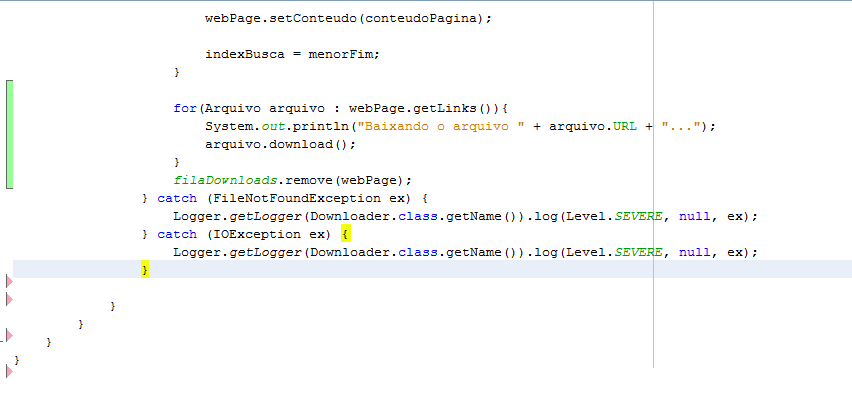 webPage.setConteudo(conteudoPagina);
indexBusca = menorFim;
}
for(Arquivo arquivo : webPage.getLinks()){
System.out.println("Baixando o arquivo " + arquivo.URL + "...");
arquivo.download();
}
filaDownloads.remove(webPage);
} catch (FileNotFoundException ex) {
Logger.getLogger(Downloader.class.getName()).log(Level.SEVERE, null, ex);
} catch (IOException ex) {
Logger.getLogger(Downloader.class.getName()).log(Level.SEVERE, null, ex);
}
}
}
}
}